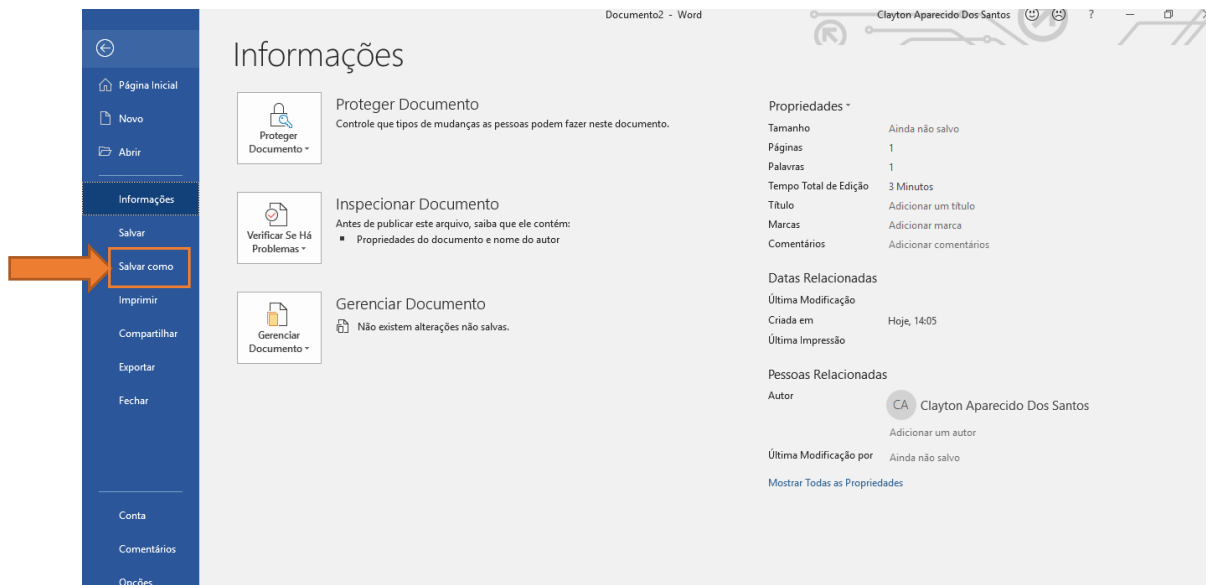 Documento2 - Word
Clayton Aparecido Dos Santos
?
Informações
Página Inicial
Novo
Abrir
Informações
Salvar
Salvar como
Imprimir
Compartilhar
Exportar
Fechar
Conta
Comentários
Opções
Proteger Documento
Proteger Documento
Controle que tipos de mudanças as pessoas podem fazer neste documento.
Verificar Se Há Problemas
Inspecionar Documento
Antes de publicar este arquivo, saiba que ele contém:
Propriedades do documento e nome do autor
Gerenciar Documento
Gerenciar Documento
Não existem alterações não salvas.
Propriedades
Tamanho Ainda não salvo
Páginas 1
Palavras 1
Tempo Total de Edição 3 Minutos
Título Adicionar um título
Marcas Adicionar marca
Comentários Adicionar comentários
Datas Relacionadas
Última Modificação
Criada em Hoje, 14:05
Última Impressão
Pessoas Relacionadas
Autor
CA Clayton Aparecido Dos Santos
Adicionar um autor
Última Modificação por Ainda não salvo
Mostrar Todas as Propriedades